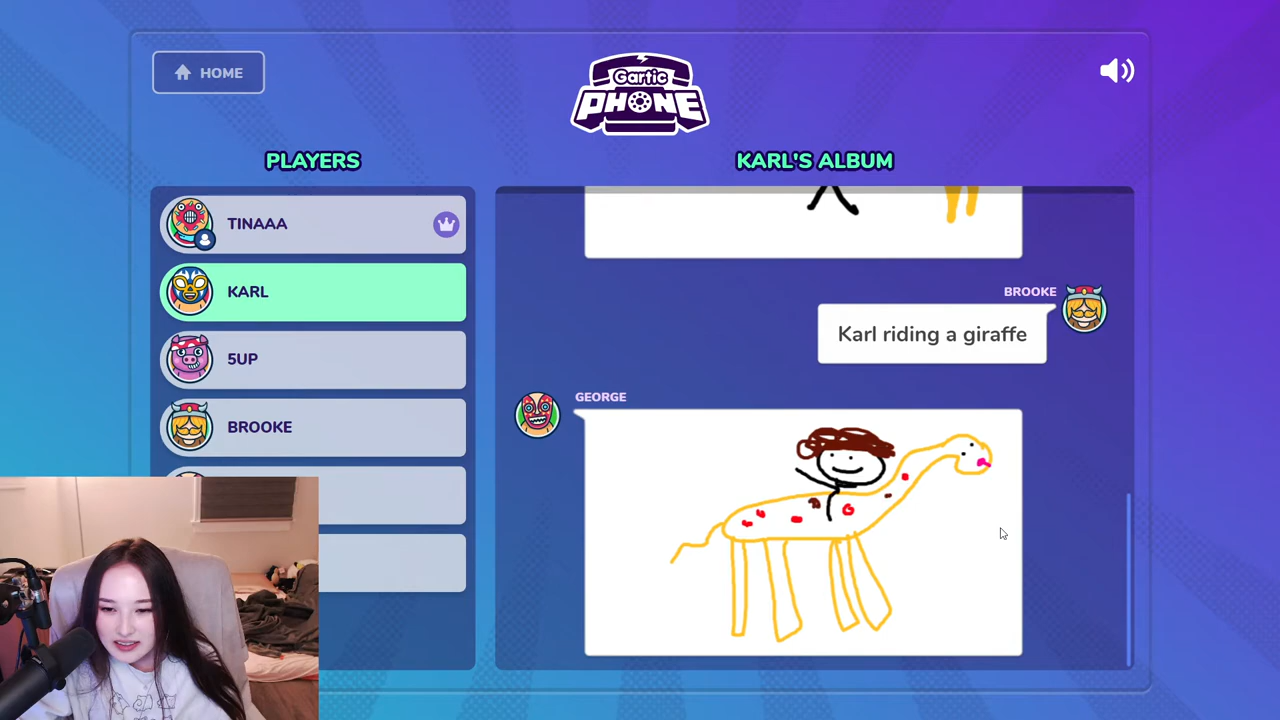 HOME
Gartic
PHONE
PLAYERS
KARL'S ALBUM
TINAAA
KARL
5UP
BROOKE
BROOKE
Karl riding a giraffe
GEORGE